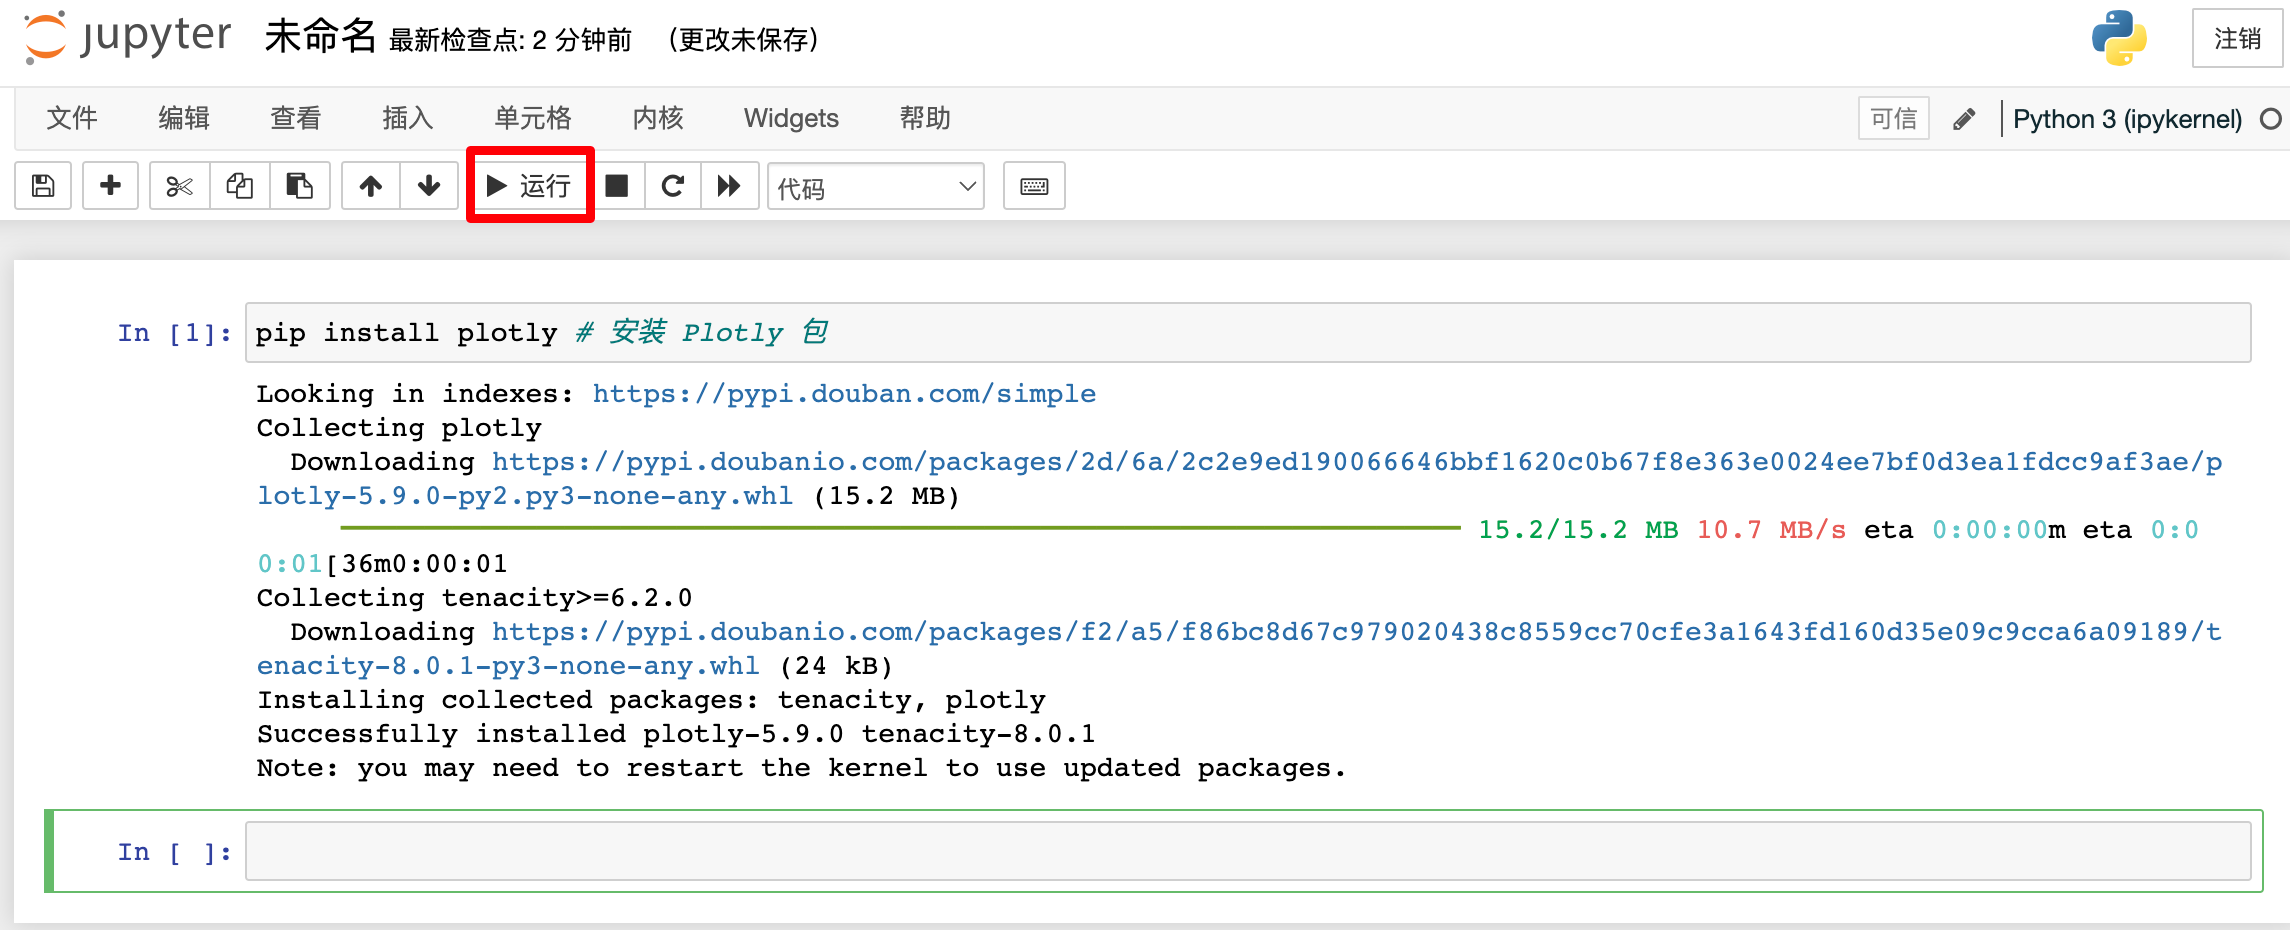 jupyter 未命名 最新检查点: 2 分钟前 (更改未保存) 注销
文件 编辑 查看 插入 单元格 内核 Widgets 帮助 可信 Python 3 (ipykernel)
运行 代码
In [1]: pip install plotly # 安装 Plotly 包
Looking in indexes: https://pypi.douban.com/simple
Collecting plotly
Downloading https://pypi.doubanio.com/packages/2d/6a/2c2e9ed190066646bbf1620c0b67f8e363e0024ee7bf0d3ea1fdcc9af3ae/p
lotly-5.9.0-py2.py3-none-any.whl (15.2 MB)
15.2/15.2 MB 10.7 MB/s eta 0:00:00m eta 0:0
0:01[36m0:00:01
Collecting tenacity>=6.2.0
Downloading https://pypi.doubanio.com/packages/f2/a5/f86bc8d67c979020438c8559cc70cfe3a1643fd160d35e09c9cca6a09189/t
enacity-8.0.1-py3-none-any.whl (24 kB)
Installing collected packages: tenacity, plotly
Successfully installed plotly-5.9.0 tenacity-8.0.1
Note: you may need to restart the kernel to use updated packages.
In [ ]: